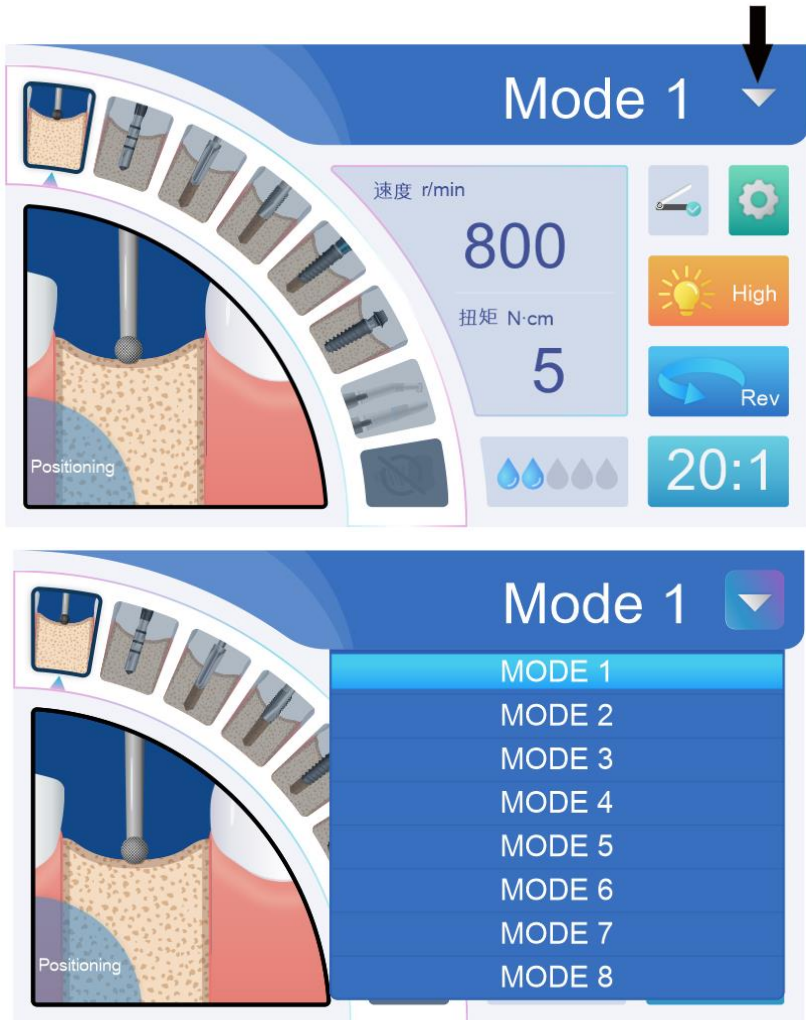 Mode 1
速度 r/min
800
扭矩 N·cm
5
High
Rev
20:1
Positioning
Mode 1
MODE 1
MODE 2
MODE 3
MODE 4
MODE 5
MODE 6
MODE 7
MODE 8
Positioning